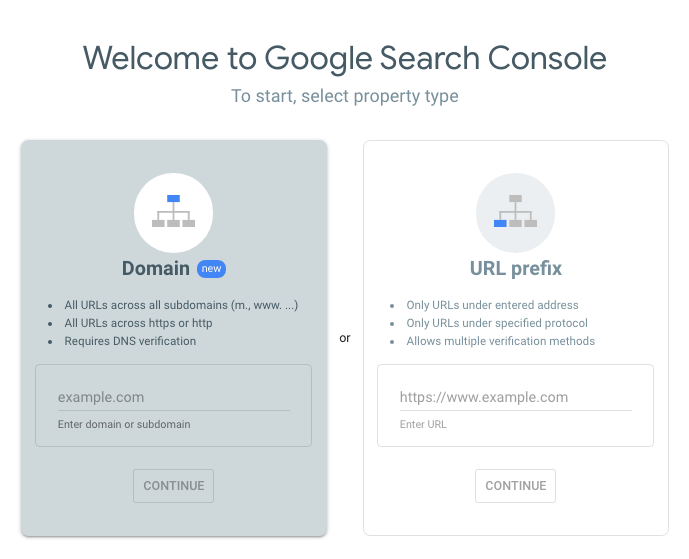 Welcome to Google Search Console
To start, select property type
Domain new
• All URLs across all subdomains (m., www. ...)
• All URLs across https or http
• Requires DNS verification
example.com
Enter domain or subdomain
CONTINUE
or
URL prefix
• Only URLs under entered address
• Only URLs under specified protocol
• Allows multiple verification methods
https://www.example.com
Enter URL
CONTINUE